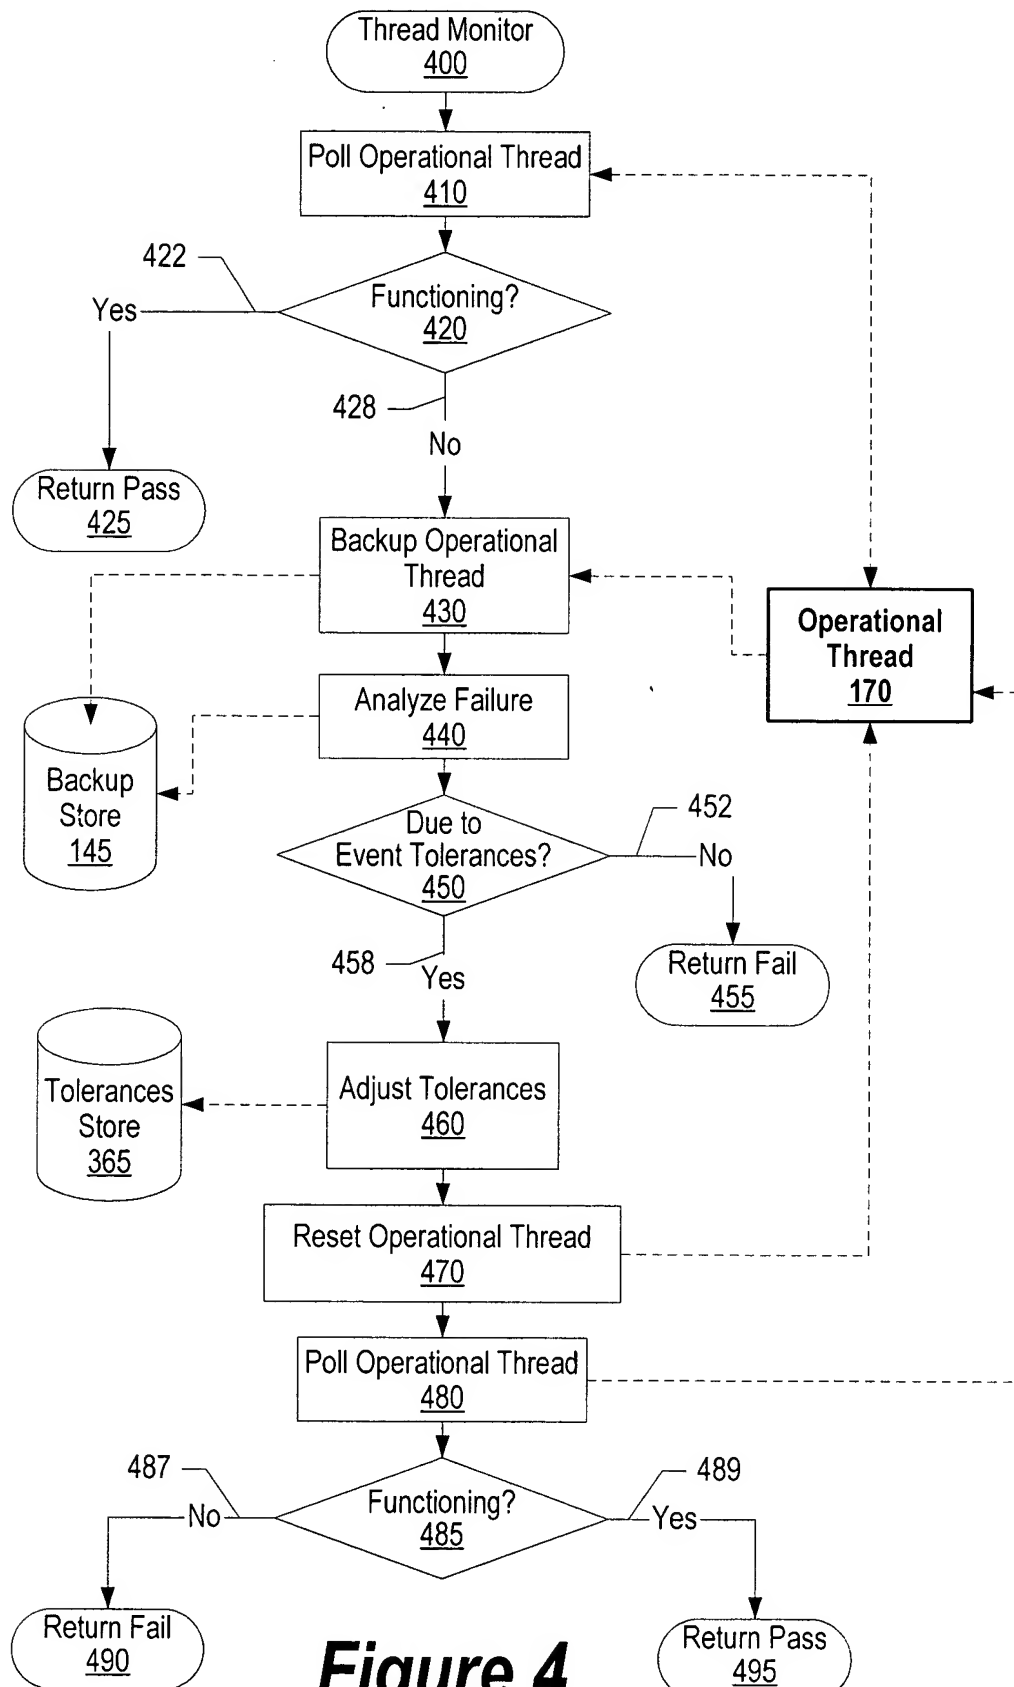 Thread Monitor
400
Poll Operational Thread
410
422
Functioning?
420
Yes
428
No
Return Pass
425
Backup Operational
Thread
430
Operational
Thread
170
Analyze Failure
440
Backup
Store
145
Due to
Event Tolerances?
450
452
No
458
Yes
Return Fail
455
Tolerances
Store
365
Adjust Tolerances
460
Reset Operational Thread
470
Poll Operational Thread
480
487
489
Functioning?
485
No
Yes
Return Fail
490
Return Pass
495
Figure 4